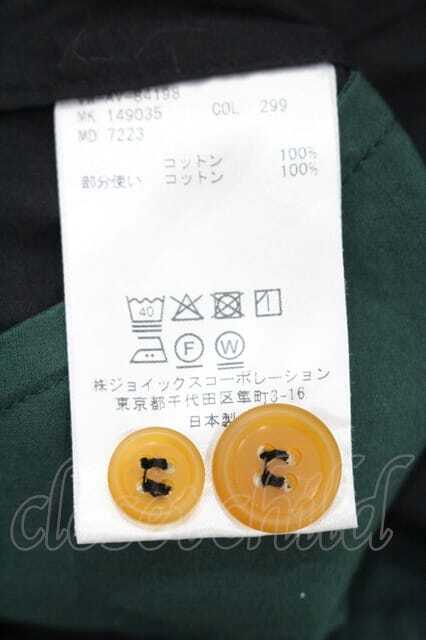 MK 149035 COL 299
MD 7223
コットン 100%
部分使い コットン 100%
40
F W
株ジョイックスコーポレーション
東京都千代田区隼町3-16
日本製
closetchild